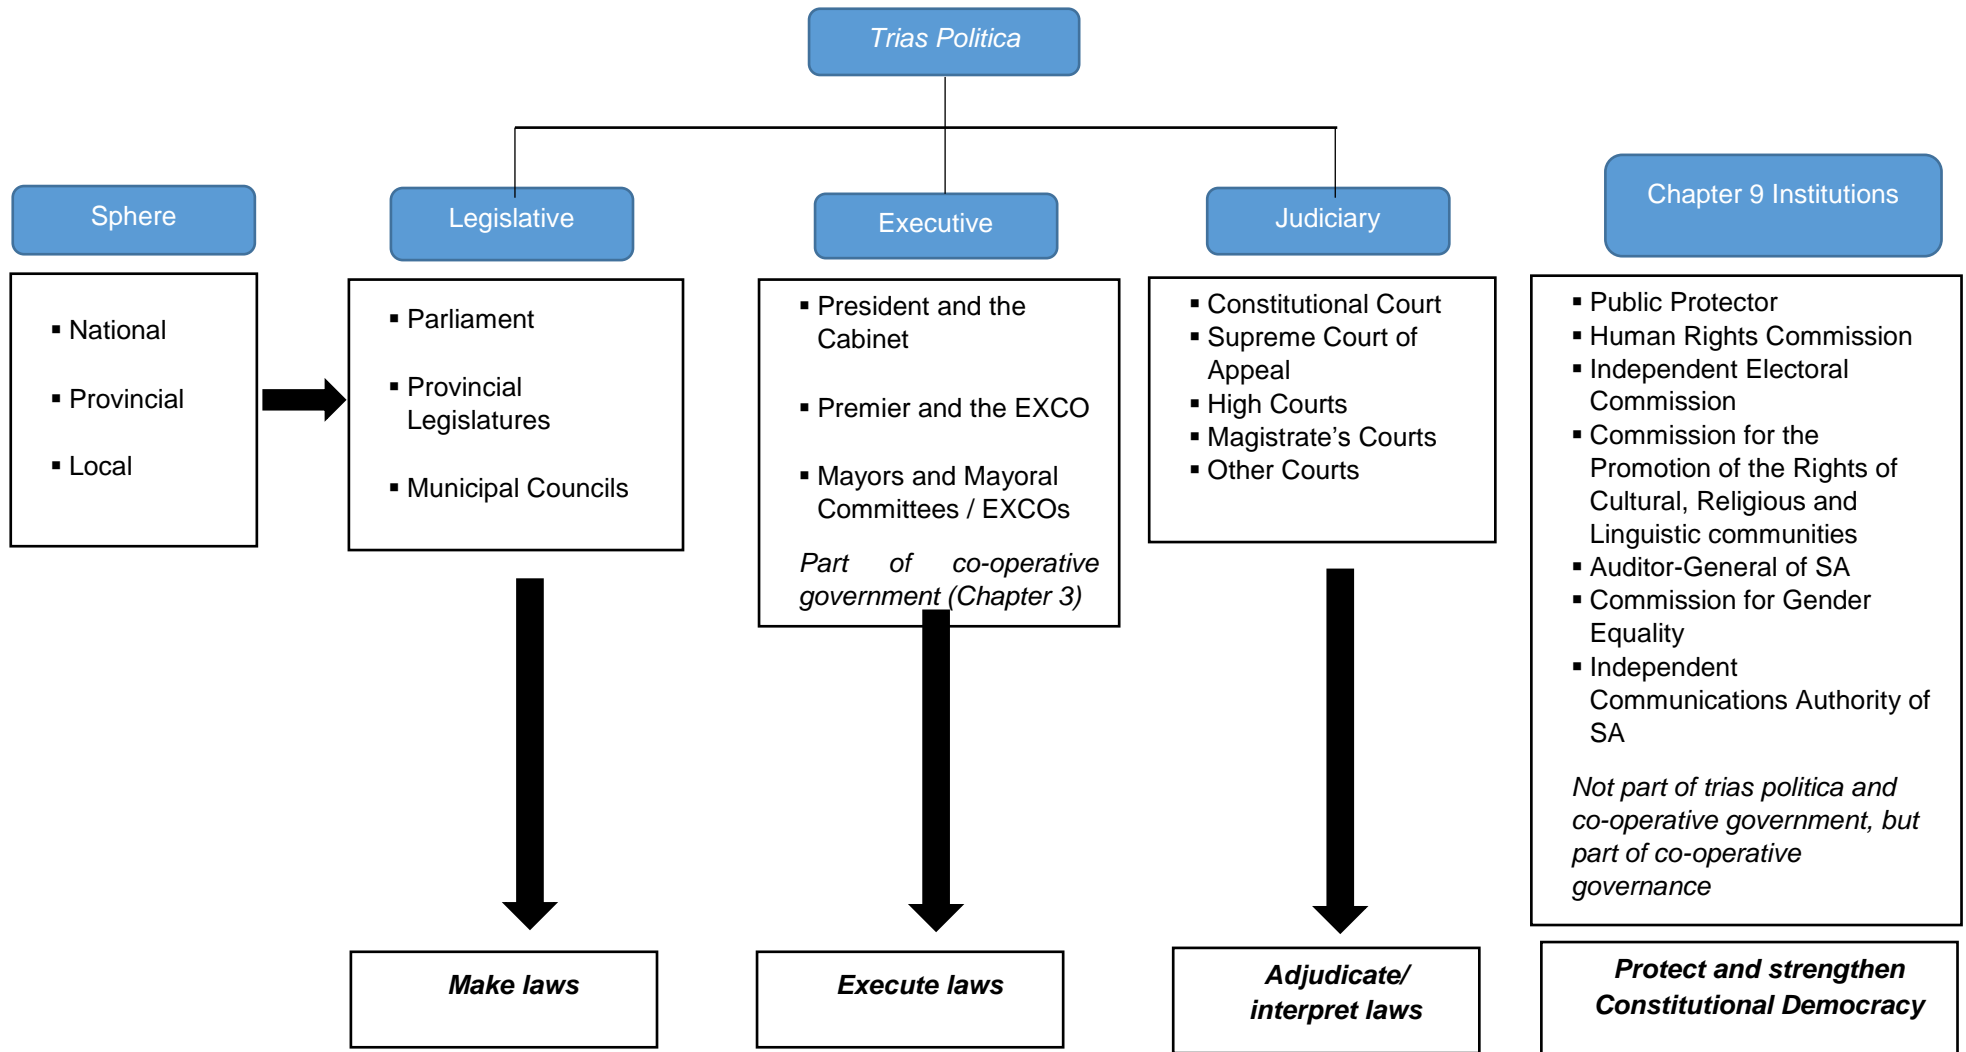 Trias Politica
Sphere
Legislative
Executive
Judiciary
Chapter 9 Institutions
▪ National
▪ Provincial
▪ Local
▪ Parliament
▪ Provincial
Legislatures
▪ Municipal Councils
▪ President and the
Cabinet
▪ Premier and the EXCO
▪ Mayors and Mayoral
Committees / EXCOs
Part of co-operative
government (Chapter 3)
▪ Constitutional Court
▪ Supreme Court of
Appeal
▪ High Courts
▪ Magistrate's Courts
▪ Other Courts
▪ Public Protector
▪ Human Rights Commission
▪ Independent Electoral
Commission
▪ Commission for the
Promotion of the Rights of
Cultural, Religious and
Linguistic communities
▪ Auditor-General of SA
▪ Commission for Gender
Equality
▪ Independent
Communications Authority of
SA
Not part of trias politica and
co-operative government, but
part of co-operative
governance
Make laws
Execute laws
Adjudicate/
interpret laws
Protect and strengthen
Constitutional Democracy